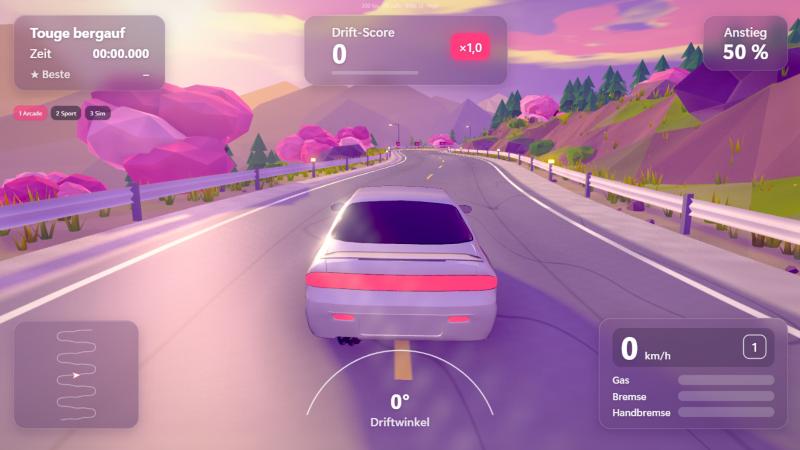 Touge bergauf
Zeit 00:00.000
★ Beste –
1 Arcade 2 Sport 3 Sim
Drift-Score
0
×1,0
Anstieg
50 %
0°
Driftwinkel
0 km/h 1
Gas
Bremse
Handbremse